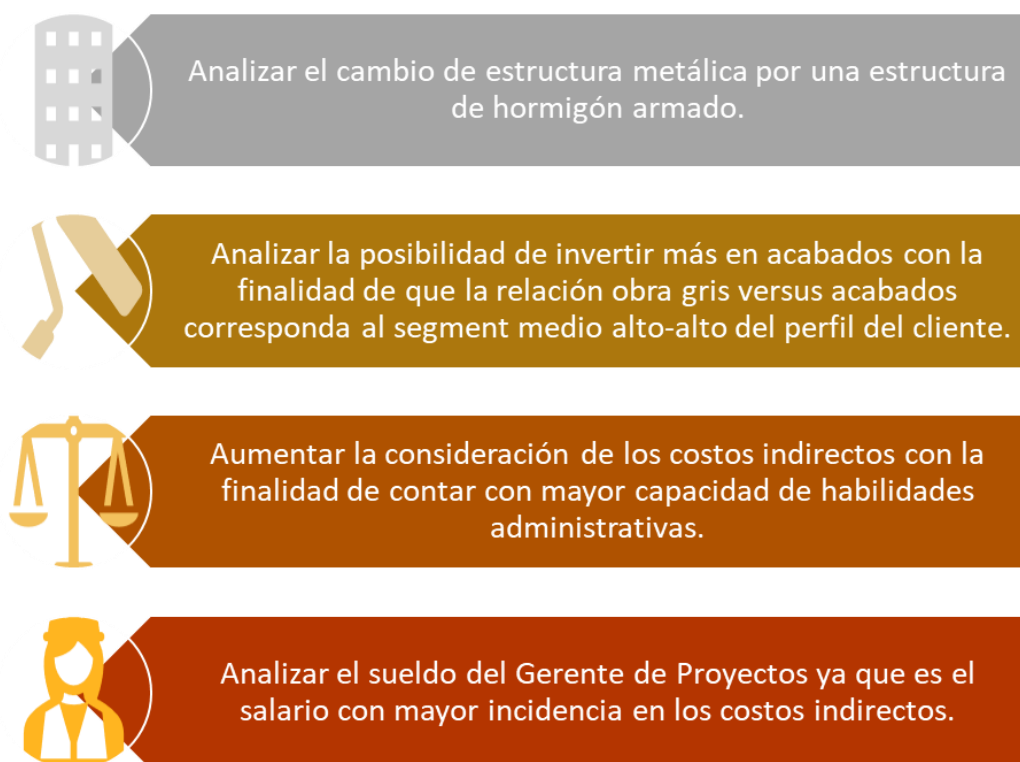 Analizar el cambio de estructura metálica por una estructura
de hormigón armado.
Analizar la posibilidad de invertir más en acabados con la
finalidad de que la relación obra gris versus acabados
corresponda al segment medio alto-alto del perfil del cliente.
Aumentar la consideración de los costos indirectos con la
finalidad de contar con mayor capacidad de habilidades
administrativas.
Analizar el sueldo del Gerente de Proyectos ya que es el
salario con mayor incidencia en los costos indirectos.